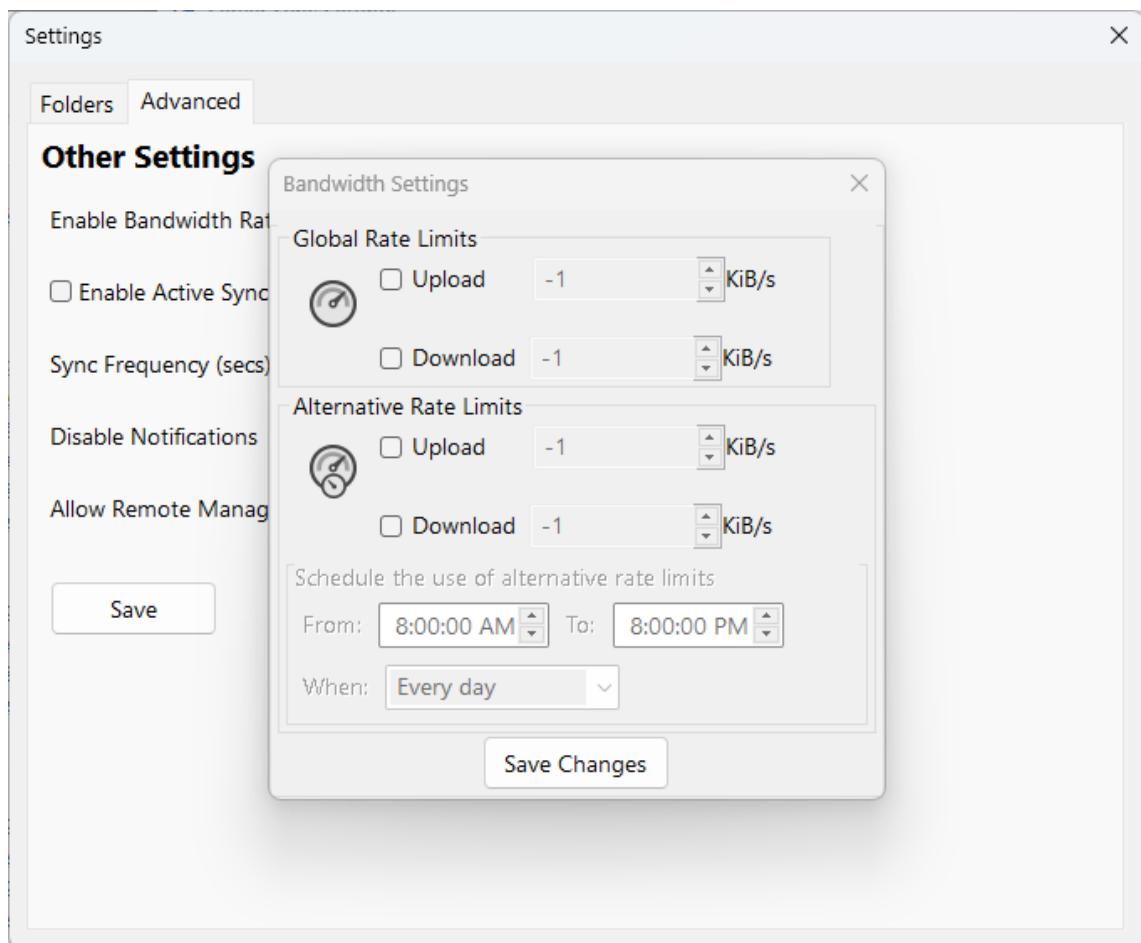 Settings
Folders
Advanced
Other Settings
Enable Bandwidth
Enable Active Sync
Sync Frequency (secs)
Disable Notifications
Allow Remote
Save
Bandwidth Settings
Global Rate Limits
Upload -1 KiB/s
Download -1 KiB/s
Alternative Rate Limits
Upload -1 KiB/s
Download -1 KiB/s
Schedule the use of alternative rate limits
From: 8:00:00 AM To: 8:00:00 PM
When: Every day
Save Changes